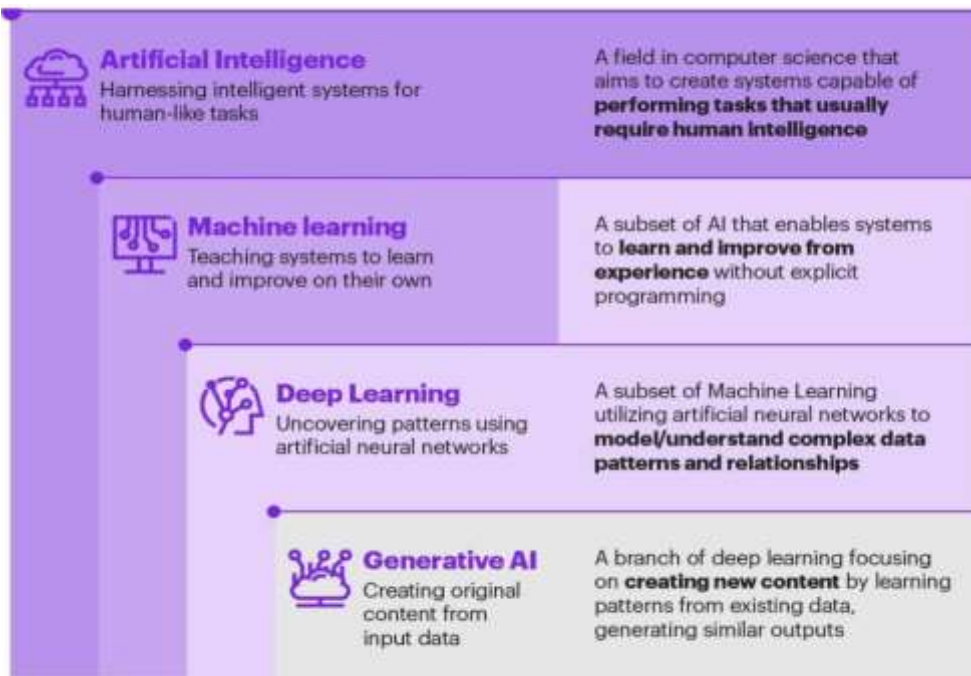 Artificial Intelligence
Harnessing intelligent systems for
human-like tasks
A field in computer science that
aims to create systems capable of
performing tasks that usually
require human intelligence
Machine learning
Teaching systems to learn
and improve on their own
A subset of AI that enables systems
to learn and improve from
experience without explicit
programming
Deep Learning
Uncovering patterns using
artificial neural networks
A subset of Machine Learning
utilizing artificial neural networks to
model/understand complex data
patterns and relationships
Generative AI
Creating original
content from
input data
A branch of deep learning focusing
on creating new content by learning
patterns from existing data,
generating similar outputs